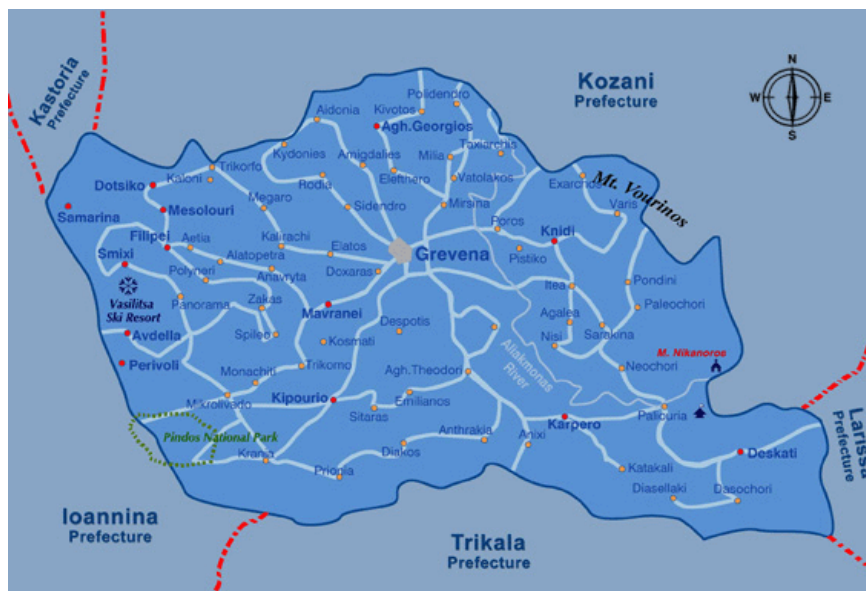 Kastoria
Prefecture
Kozani
Prefecture
N
W
E
S
Polidendro
Aidonia
Kivotos
Agh.Georgios
Taxiarchis
Kydonies
Amigdalies
Milia
Trikorfo
Kaloni
Rodia
Eleftnero
Vatolakos
Exarchos
Mt. Vourinos
Dotsiko
Samarina
Mesolouri
Megaro
Sidendro
Mirsina
Varis
Filipei
Aetia
Kalirachi
Elatos
Poros
Knidi
Smixi
Alatopetra
Grevena
Pistiko
Polyneri
Anavryta
Doxaras
Vasilitsa
Ski Resort
Panorama
Zakas
Mavranei
Itea
Pondini
Paleochori
Avdella
Spileo
Despotis
Agalea
Sarakina
Kosmati
Nisi
Aliakmonas
River
M. Nikanoros
Perivoli
Monachiti
Trikomo
Agh.Theodori
Neochori
Mikrolivado
Kipourio
Emilianos
Sitaras
Karpero
Paliouria
Larissa
Prefecture
Pindos National Park
Anthrakia
Anixi
Krania
Diakos
Deskati
Prionia
Katakali
Diasellaki
Dasochori
Ioannina
Prefecture
Trikala
Prefecture